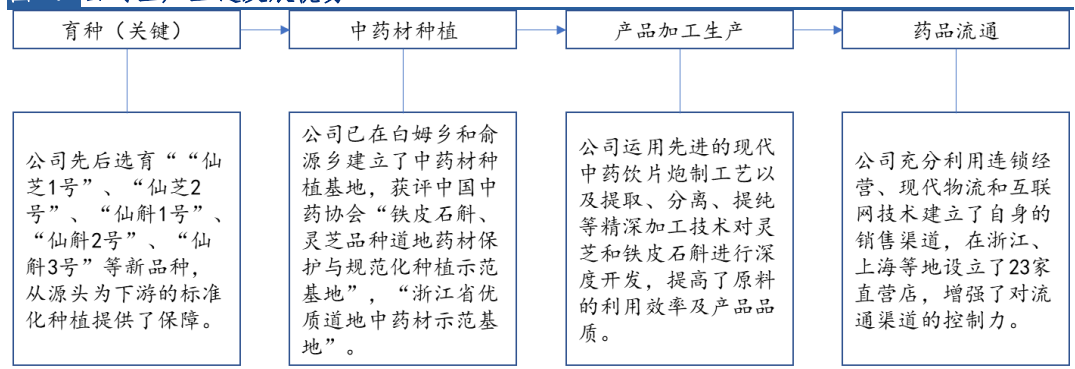 育种（关键）
中药材种植
产品加工生产
药品流通
公司先后选育““仙
芝1号”、“仙芝2
号”、“仙斛1号”、
“仙斛2号”、“仙
斛3号”等新品种，
从源头为下游的标准
化种植提供了保障。
公司已在白姆乡和俞
源乡建立了中药材种
植基地，获评中国中
药协会“铁皮石斛、
灵芝品种道地药材保
护与规范化种植示范
基地”，“浙江省优
质道地中药材示范基
地”。
公司运用先进的现代
中药饮片炮制工艺以
及提取、分离、提纯
等精深加工技术对灵
芝和铁皮石斛进行深
度开发，提高了原料
的利用效率及产品品
质。
公司充分利用连锁经
营、现代物流和互联
网技术建立了自身的
销售渠道，在浙江、
上海等地设立了23家
直营店，增强了对流
通渠道的控制力。